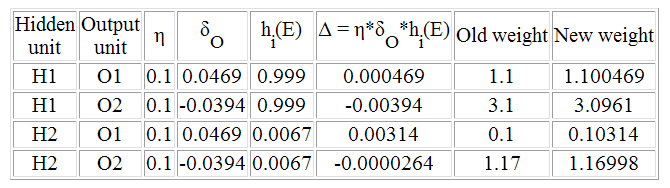 Hidden unit Output unit η δO hi(E) Δ = η*δO*hi(E) Old weight New weight
H1 O1 0.1 0.0469 0.999 0.000469 1.1 1.100469
H1 O2 0.1 -0.0394 0.999 -0.00394 3.1 3.0961
H2 O1 0.1 0.0469 0.0067 0.00314 0.1 0.10314
H2 O2 0.1 -0.0394 0.0067 -0.0000264 1.17 1.16998